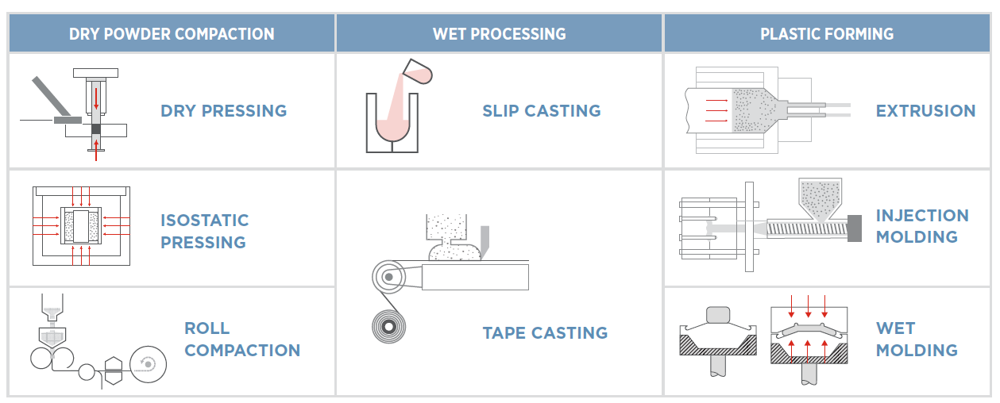 DRY POWDER COMPACTION
WET PROCESSING
PLASTIC FORMING
DRY PRESSING
SLIP CASTING
EXTRUSION
ISOSTATIC
PRESSING
INJECTION
MOLDING
ROLL
COMPACTION
TAPE CASTING
WET
MOLDING